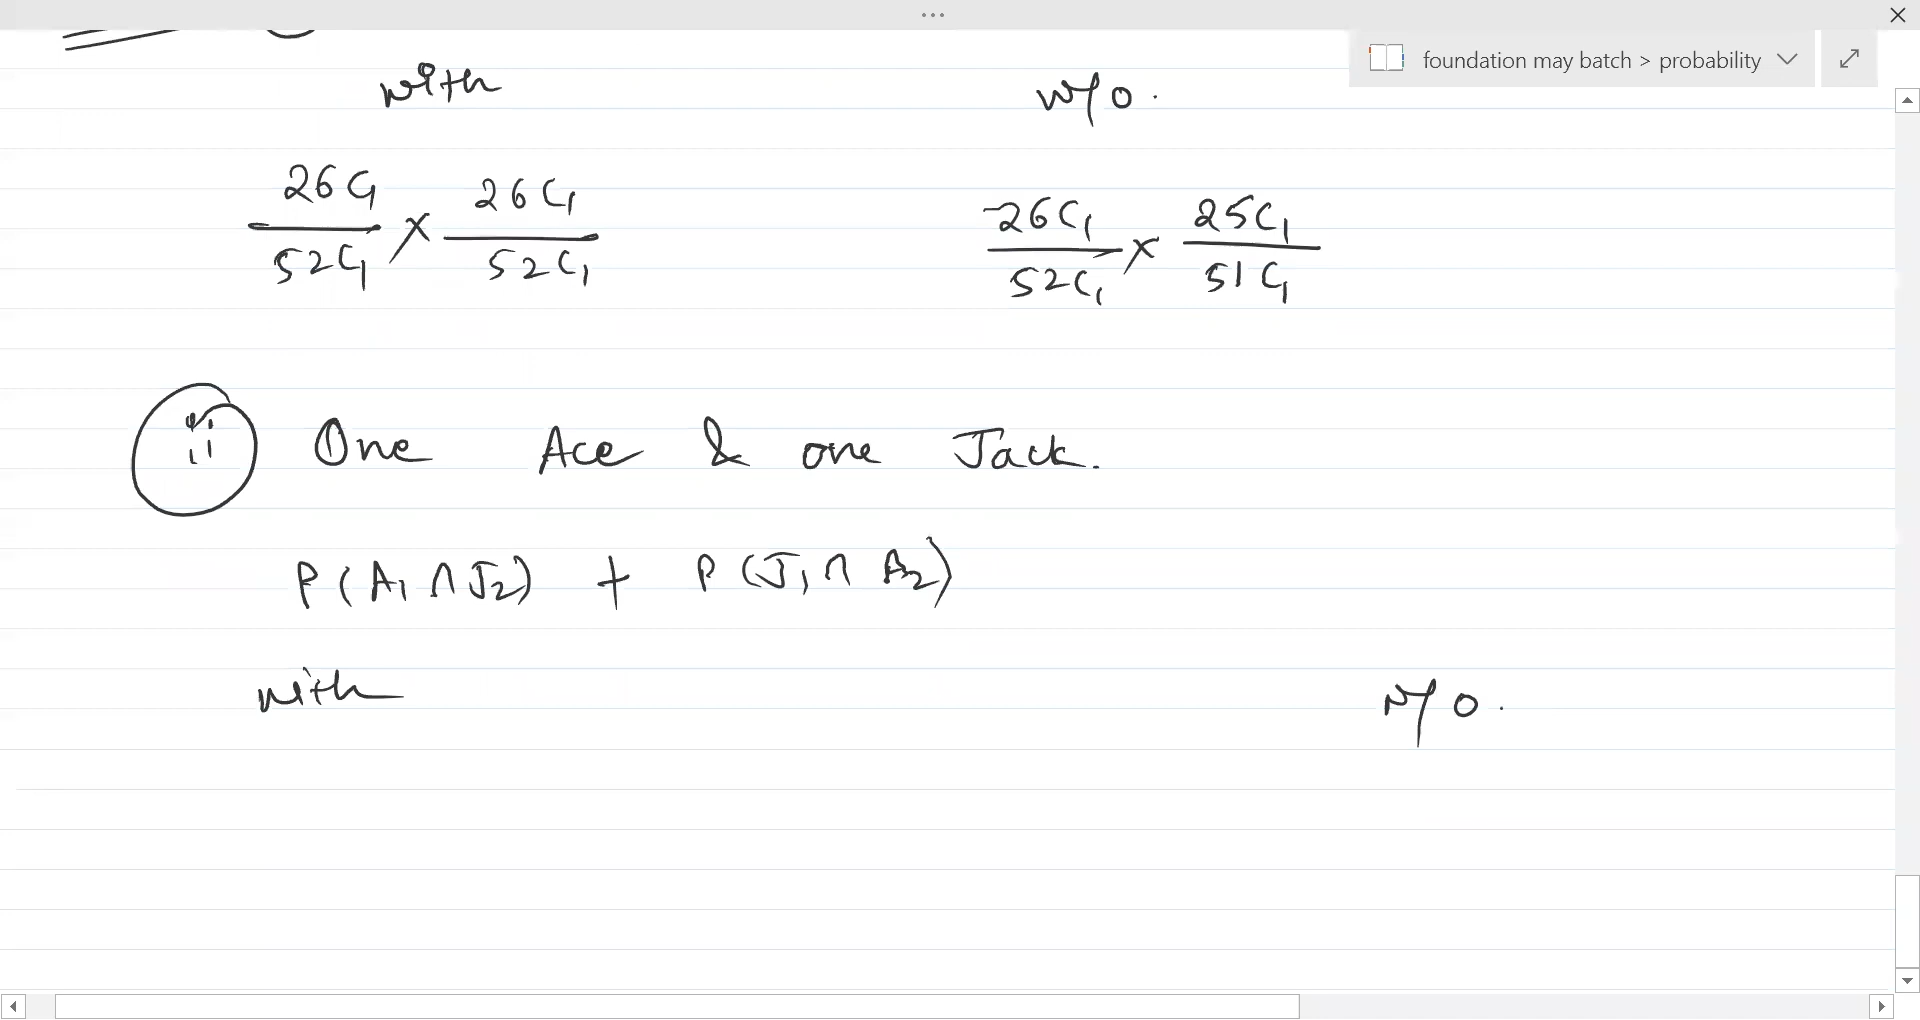 foundation may batch > probability
with w/o.
26C₁/52C₁ × 26C₁/52C₁ 26C₁/52C₁ × 25C₁/51C₁
ii One Ace & one Jack.
P(A₁ ∩ J₂) + P(J₁ ∩ A₂)
with w/o.